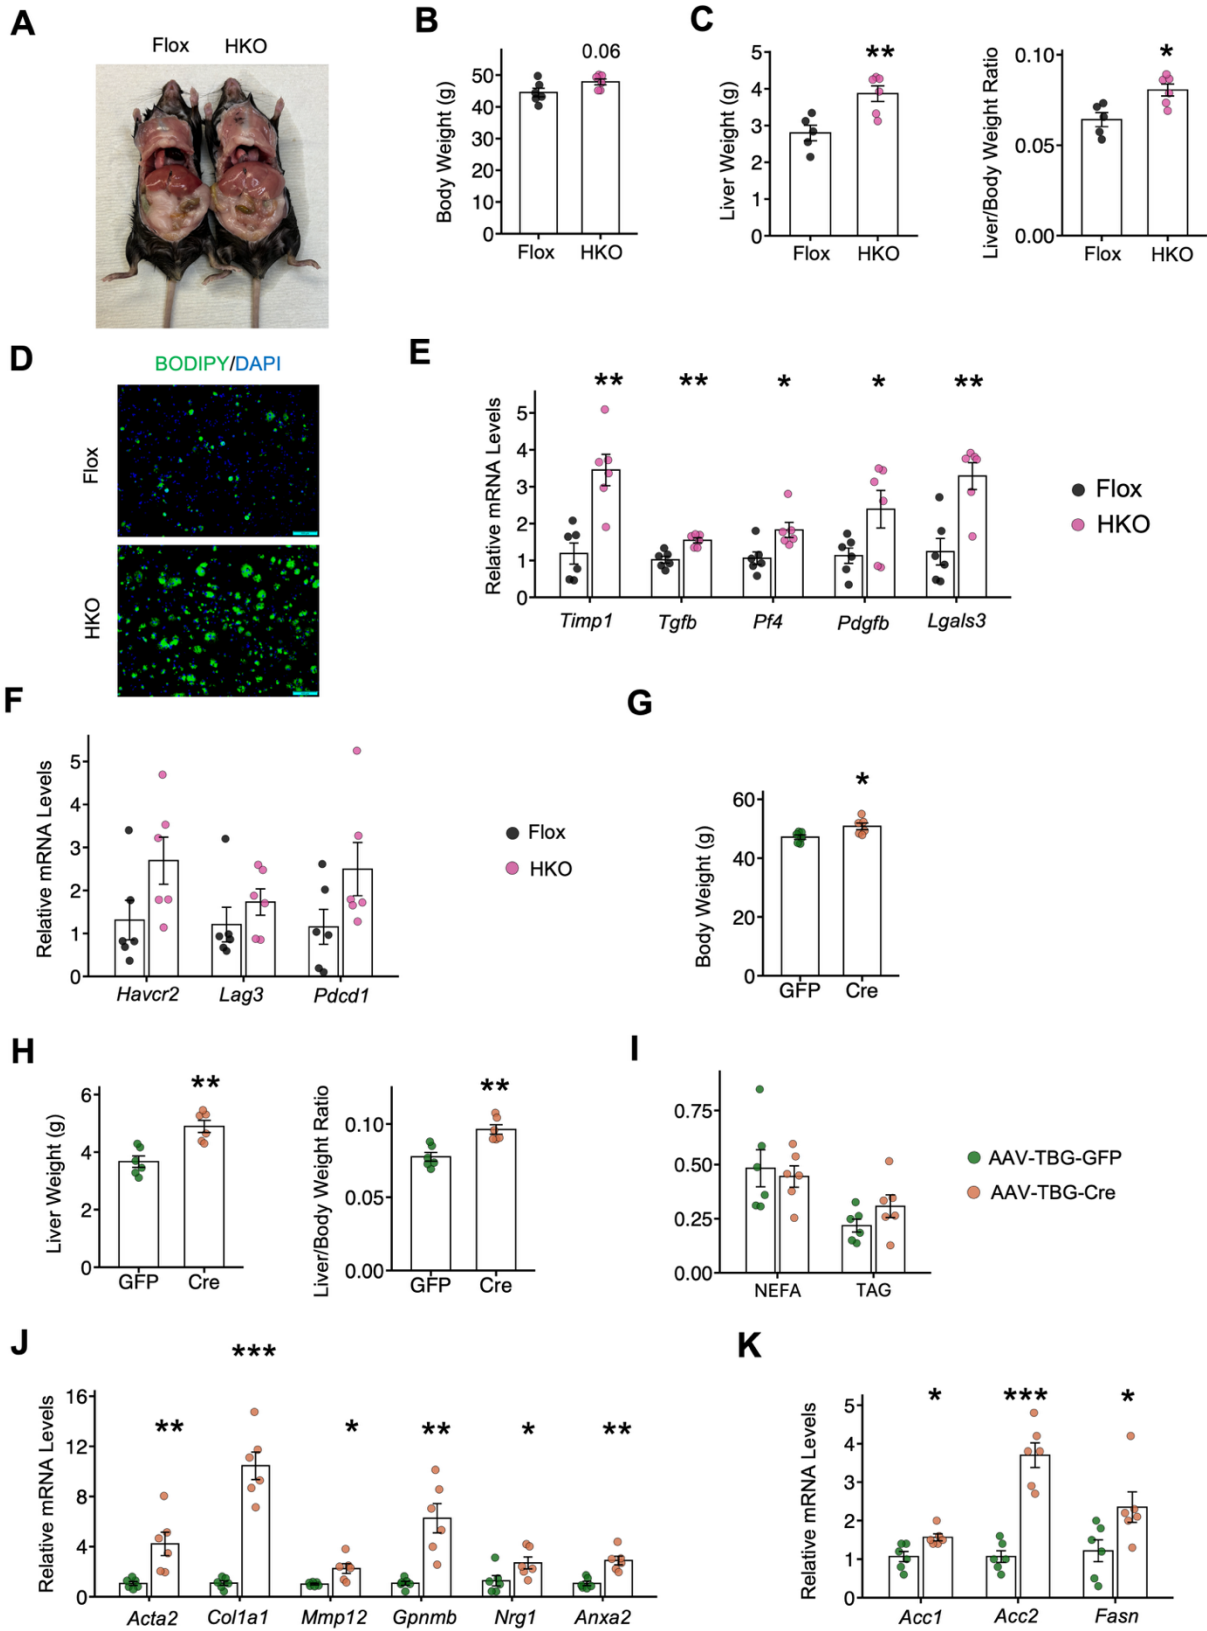 A
Flox HKO
B
0.06
Body Weight (g)
50
40
30
20
10
0
Flox HKO
C
**
Liver Weight (g)
5
4
3
2
1
0
Flox HKO
*
Liver/Body Weight Ratio
0.10
0.05
0.00
Flox HKO
D
BODIPY/DAPI
Flox
HKO
E
** ** * * **
Relative mRNA Levels
5
4
3
2
1
0
Timp1 Tgfb Pf4 Pdgfb Lgals3
Flox
HKO
F
Relative mRNA Levels
5
4
3
2
1
0
Havcr2 Lag3 Pdcd1
Flox
HKO
G
*
Body Weight (g)
60
40
20
0
GFP Cre
H
**
Liver Weight (g)
6
4
2
0
GFP Cre
**
Liver/Body Weight Ratio
0.10
0.05
0.00
GFP Cre
I
0.75
0.50
0.25
0.00
NEFA TAG
AAV-TBG-GFP
AAV-TBG-Cre
J
** *** * ** * **
Relative mRNA Levels
16
12
8
4
0
Acta2 Col1a1 Mmp12 Gpnmb Nrg1 Anxa2
K
* *** *
Relative mRNA Levels
5
4
3
2
1
0
Acc1 Acc2 Fasn